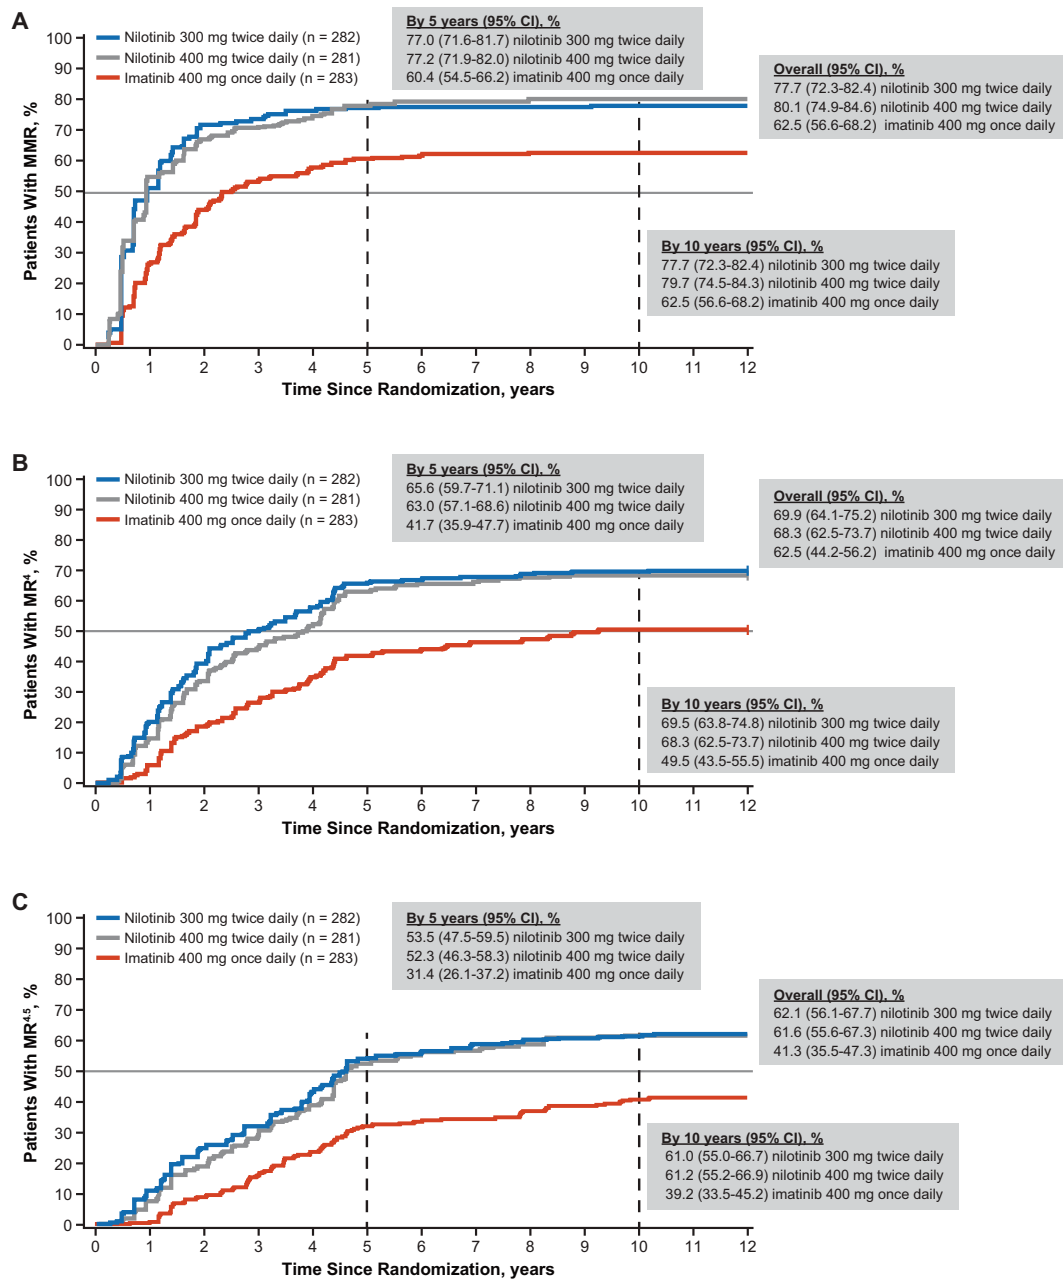 A
Nilotinib 300 mg twice daily (n = 282)
Nilotinib 400 mg twice daily (n = 281)
Imatinib 400 mg once daily (n = 283)
By 5 years (95% CI), %
77.0 (71.6-81.7) nilotinib 300 mg twice daily
77.2 (71.9-82.0) nilotinib 400 mg twice daily
60.4 (54.5-66.2) imatinib 400 mg once daily
Overall (95% CI), %
77.7 (72.3-82.4) nilotinib 300 mg twice daily
80.1 (74.9-84.6) nilotinib 400 mg twice daily
62.5 (56.6-68.2) imatinib 400 mg once daily
By 10 years (95% CI), %
77.7 (72.3-82.4) nilotinib 300 mg twice daily
79.7 (74.5-84.3) nilotinib 400 mg twice daily
62.5 (56.6-68.2) imatinib 400 mg once daily
Patients With MMR, %
100
90
80
70
60
50
40
30
20
10
0
0 1 2 3 4 5 6 7 8 9 10 11 12
Time Since Randomization, years
B
Nilotinib 300 mg twice daily (n = 282)
Nilotinib 400 mg twice daily (n = 281)
Imatinib 400 mg once daily (n = 283)
By 5 years (95% CI), %
65.6 (59.7-71.1) nilotinib 300 mg twice daily
63.0 (57.1-68.6) nilotinib 400 mg twice daily
41.7 (35.9-47.7) imatinib 400 mg once daily
Overall (95% CI), %
69.9 (64.1-75.2) nilotinib 300 mg twice daily
68.3 (62.5-73.7) nilotinib 400 mg twice daily
62.5 (44.2-56.2) imatinib 400 mg once daily
By 10 years (95% CI), %
69.5 (63.8-74.8) nilotinib 300 mg twice daily
68.3 (62.5-73.7) nilotinib 400 mg twice daily
49.5 (43.5-55.5) imatinib 400 mg once daily
Patients With MR⁴, %
100
90
80
70
60
50
40
30
20
10
0
0 1 2 3 4 5 6 7 8 9 10 11 12
Time Since Randomization, years
C
Nilotinib 300 mg twice daily (n = 282)
Nilotinib 400 mg twice daily (n = 281)
Imatinib 400 mg once daily (n = 283)
By 5 years (95% CI), %
53.5 (47.5-59.5) nilotinib 300 mg twice daily
52.3 (46.3-58.3) nilotinib 400 mg twice daily
31.4 (26.1-37.2) imatinib 400 mg once daily
Overall (95% CI), %
62.1 (56.1-67.7) nilotinib 300 mg twice daily
61.6 (55.6-67.3) nilotinib 400 mg twice daily
41.3 (35.5-47.3) imatinib 400 mg once daily
By 10 years (95% CI), %
61.0 (55.0-66.7) nilotinib 300 mg twice daily
61.2 (55.2-66.9) nilotinib 400 mg twice daily
39.2 (33.5-45.2) imatinib 400 mg once daily
Patients With MR⁴·⁵, %
100
90
80
70
60
50
40
30
20
10
0
0 1 2 3 4 5 6 7 8 9 10 11 12
Time Since Randomization, years